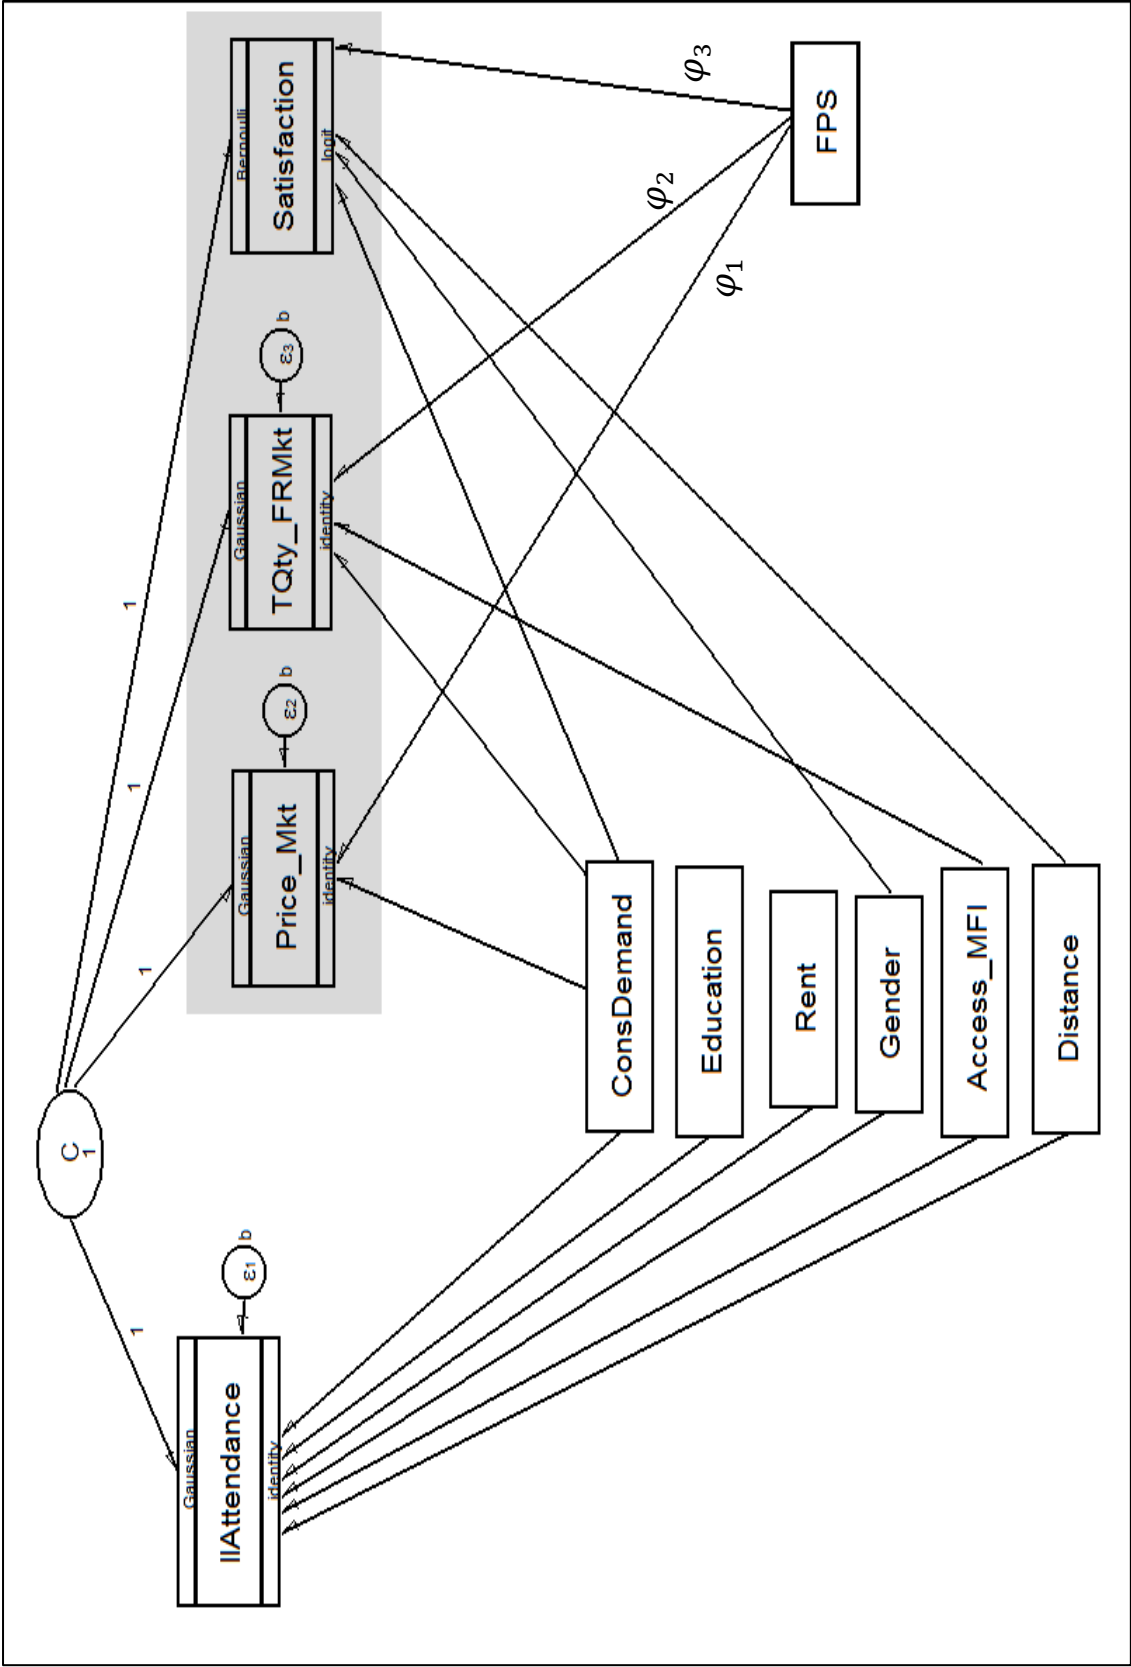 C
1
1
1
1
1
Gaussian
IIAttendance
identity
ε1
b
Gaussian
Price_Mkt
identity
ε2
b
Gaussian
TQty_FRMkt
identity
ε3
b
Bernoulli
Satisfaction
logit
ConsDemand
Education
Rent
Gender
Access_MFI
Distance
φ1
φ2
φ3
FPS